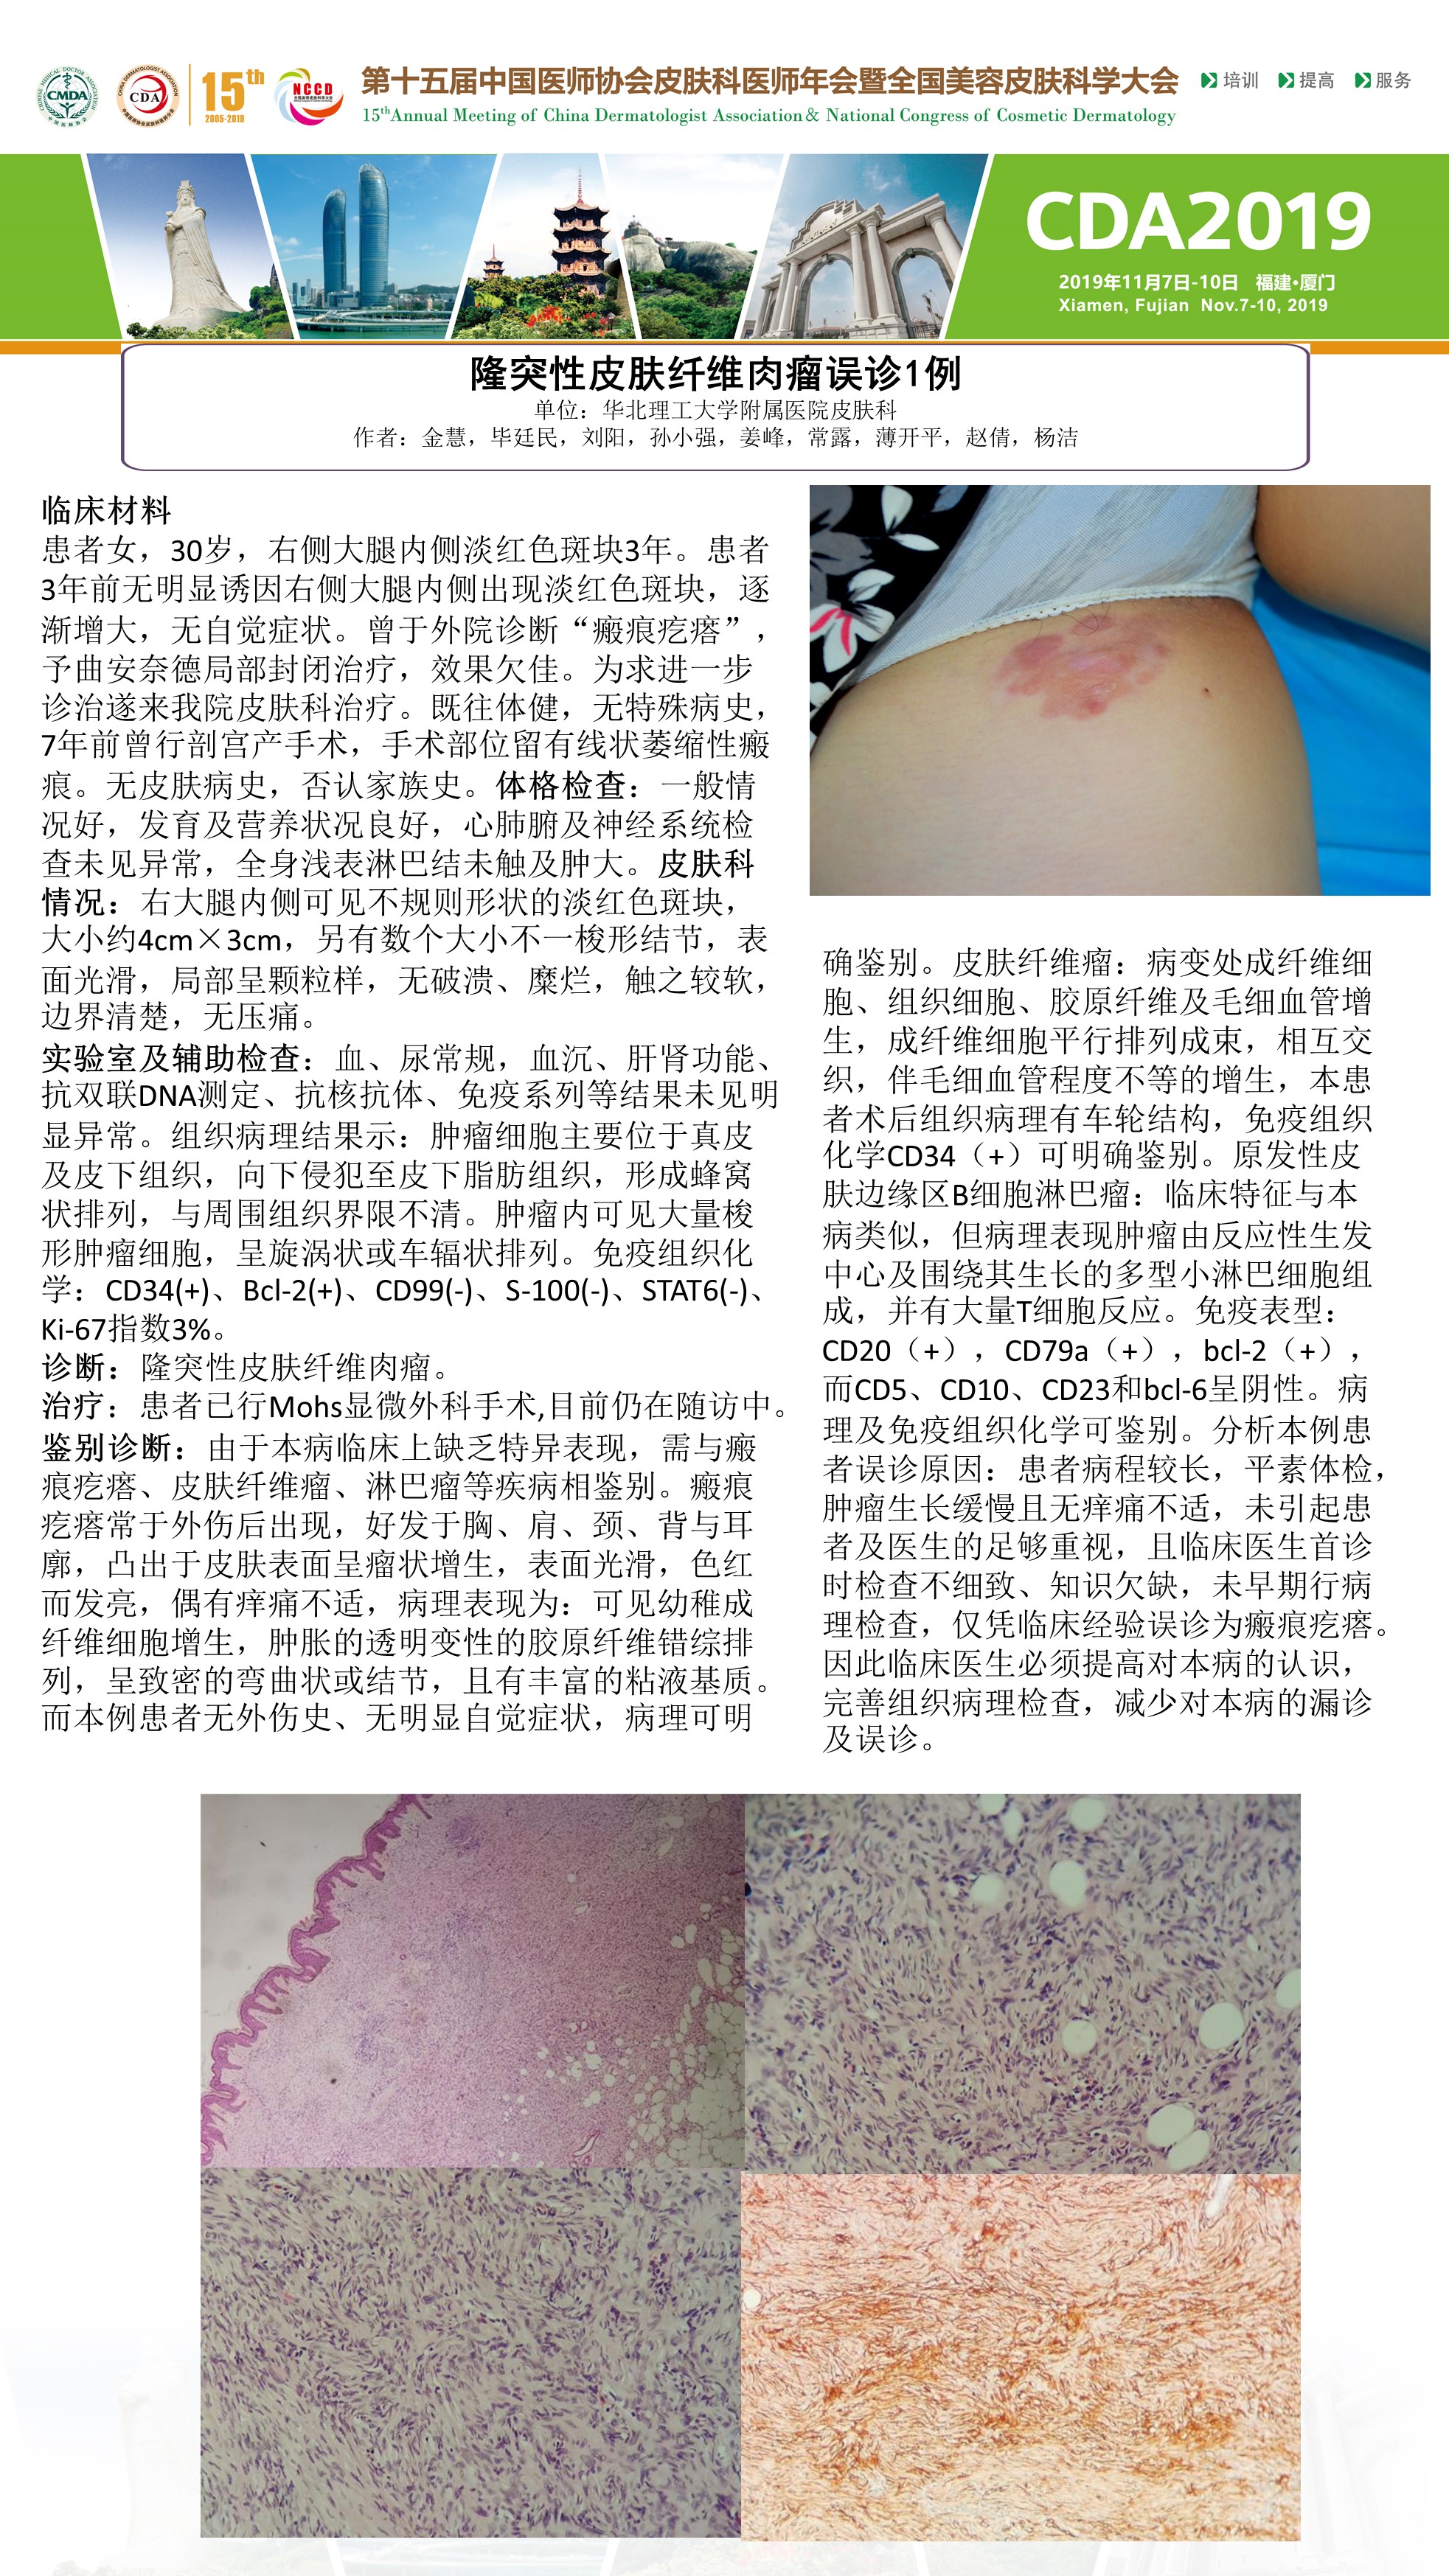 CMDA
CDA
15th
2005-2019
NCCD
第十五届中国医师协会皮肤科医师年会暨全国美容皮肤科学大会
15thAnnual Meeting of China Dermatologist Association& National Congress of Cosmetic Dermatology
培训 提高 服务
CDA2019
2019年11月7日-10日 福建•厦门
Xiamen, Fujian Nov.7-10, 2019
隆突性皮肤纤维肉瘤误诊1例
单位：华北理工大学附属医院皮肤科
作者：金慧，毕廷民，刘阳，孙小强，姜峰，常露，薄开平，赵倩，杨洁
临床材料
患者女，30岁，右侧大腿内侧淡红色斑块3年。患者
3年前无明显诱因右侧大腿内侧出现淡红色斑块，逐
渐增大，无自觉症状。曾于外院诊断“瘢痕疙瘩”，
予曲安奈德局部封闭治疗，效果欠佳。为求进一步
诊治遂来我院皮肤科治疗。既往体健，无特殊病史，
7年前曾行剖宫产手术，手术部位留有线状萎缩性瘢
痕。无皮肤病史，否认家族史。体格检查：一般情
况好，发育及营养状况良好，心肺腑及神经系统检
查未见异常，全身浅表淋巴结未触及肿大。皮肤科
情况：右大腿内侧可见不规则形状的淡红色斑块，
大小约4cm×3cm，另有数个大小不一梭形结节，表
面光滑，局部呈颗粒样，无破溃、糜烂，触之较软，
边界清楚，无压痛。
实验室及辅助检查：血、尿常规，血沉、肝肾功能、
抗双联DNA测定、抗核抗体、免疫系列等结果未见明
显异常。组织病理结果示：肿瘤细胞主要位于真皮
及皮下组织，向下侵犯至皮下脂肪组织，形成蜂窝
状排列，与周围组织界限不清。肿瘤内可见大量梭
形肿瘤细胞，呈旋涡状或车辐状排列。免疫组织化
学：CD34(+)、Bcl-2(+)、CD99(-)、S-100(-)、STAT6(-)、
Ki-67指数3%。
诊断：隆突性皮肤纤维肉瘤。
治疗：患者已行Mohs显微外科手术,目前仍在随访中。
鉴别诊断：由于本病临床上缺乏特异表现，需与瘢
痕疙瘩、皮肤纤维瘤、淋巴瘤等疾病相鉴别。瘢痕
疙瘩常于外伤后出现，好发于胸、肩、颈、背与耳
廓，凸出于皮肤表面呈瘤状增生，表面光滑，色红
而发亮，偶有痒痛不适，病理表现为：可见幼稚成
纤维细胞增生，肿胀的透明变性的胶原纤维错综排
列，呈致密的弯曲状或结节，且有丰富的粘液基质。
而本例患者无外伤史、无明显自觉症状，病理可明
确鉴别。皮肤纤维瘤：病变处成纤维细
胞、组织细胞、胶原纤维及毛细血管增
生，成纤维细胞平行排列成束，相互交
织，伴毛细血管程度不等的增生，本患
者术后组织病理有车轮结构，免疫组织
化学CD34（+）可明确鉴别。原发性皮
肤边缘区B细胞淋巴瘤：临床特征与本
病类似，但病理表现肿瘤由反应性生发
中心及围绕其生长的多型小淋巴细胞组
成，并有大量T细胞反应。免疫表型：
CD20（+），CD79a（+），bcl-2（+），
而CD5、CD10、CD23和bcl-6呈阴性。病
理及免疫组织化学可鉴别。分析本例患
者误诊原因：患者病程较长，平素体检，
肿瘤生长缓慢且无痒痛不适，未引起患
者及医生的足够重视，且临床医生首诊
时检查不细致、知识欠缺，未早期行病
理检查，仅凭临床经验误诊为瘢痕疙瘩。
因此临床医生必须提高对本病的认识，
完善组织病理检查，减少对本病的漏诊
及误诊。